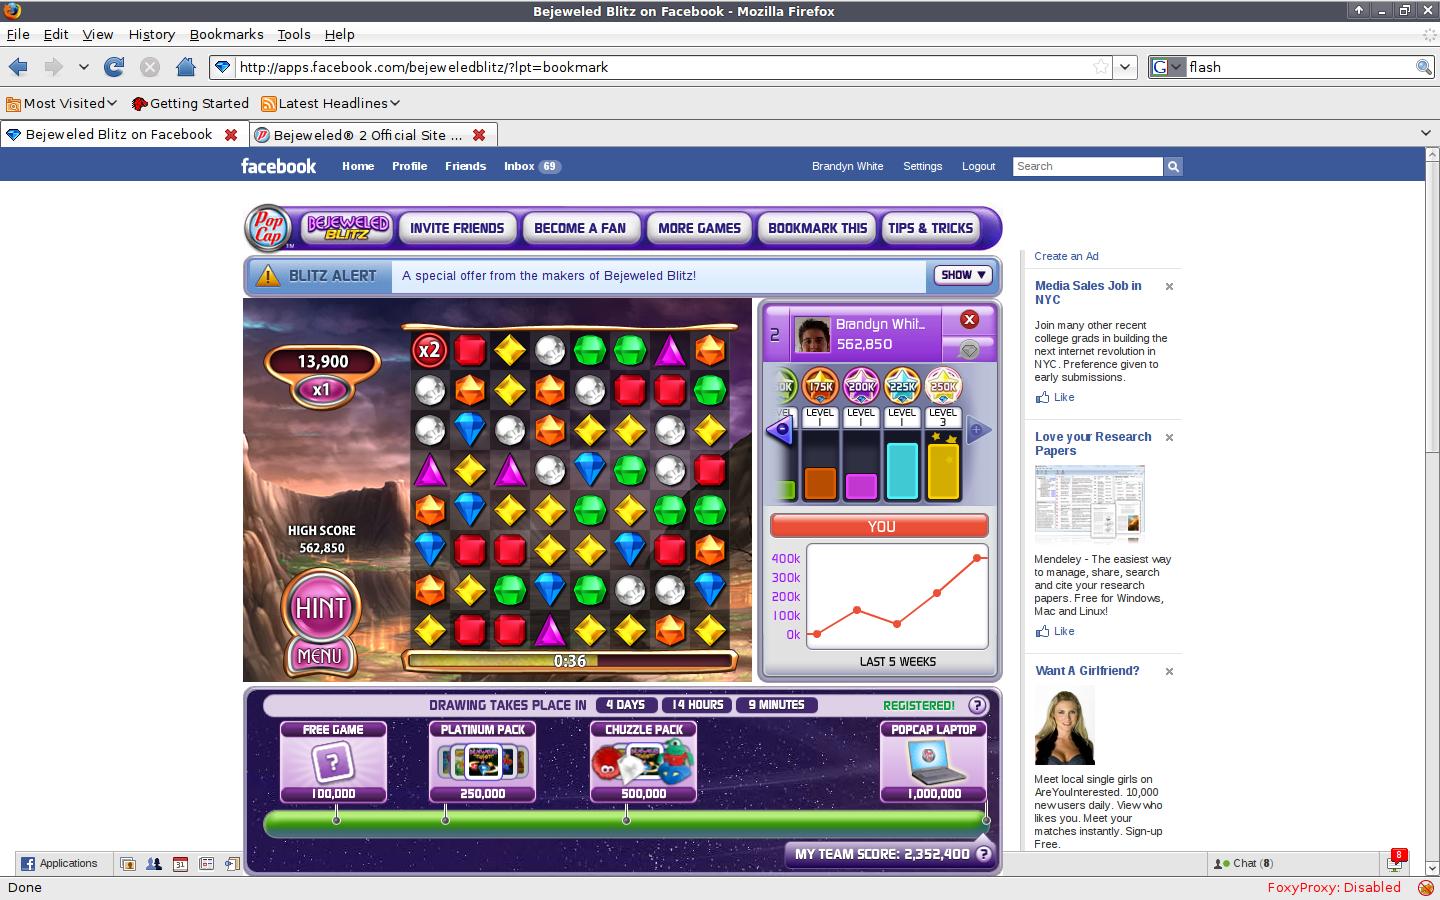 Bejeweled Blitz on Facebook - Mozilla Firefox
File Edit View History Bookmarks Tools Help
http://apps.facebook.com/bejeweledblitz/?lpt=bookmark
G flash
Most Visited Getting Started Latest Headlines
Bejeweled Blitz on Facebook
Bejeweled® 2 Official Site ...
facebook Home Profile Friends Inbox 69 Brandyn White Settings Logout Search
PopCap™ BEJEWELED BLITZ INVITE FRIENDS BECOME A FAN MORE GAMES BOOKMARK THIS TIPS & TRICKS
BLITZ ALERT A special offer from the makers of Bejeweled Blitz! SHOW
13,900
x1
x2
HIGH SCORE
562,850
HINT
MENU
0:36
2 Brandyn Whit...
562,850
175K 200K 225K 250K
LEVEL 1 LEVEL 1 LEVEL 1 LEVEL 3
YOU
400k
300k
200k
100k
0k
LAST 5 WEEKS
DRAWING TAKES PLACE IN 4 DAYS 14 HOURS 9 MINUTES REGISTERED! ?
FREE GAME PLATINUM PACK CHUZZLE PACK POPCAP LAPTOP
?
100,000 250,000 500,000 1,000,000
MY TEAM SCORE: 2,352,400 ?
Create an Ad
Media Sales Job in
NYC
Join many other recent
college grads in building the
next internet revolution in
NYC. Preference given to
early submissions.
Like
Love your Research
Papers
Mendeley - The easiest way
to manage, share, search
and cite your research
papers. Free for Windows,
Mac and Linux!
Like
Want A Girlfriend?
Meet local single girls on
AreYouInterested. 10,000
new users daily. View who
likes you. Meet your
matches instantly. Sign-up
Free.
Applications 31 Chat (8) 8
Done FoxyProxy: Disabled